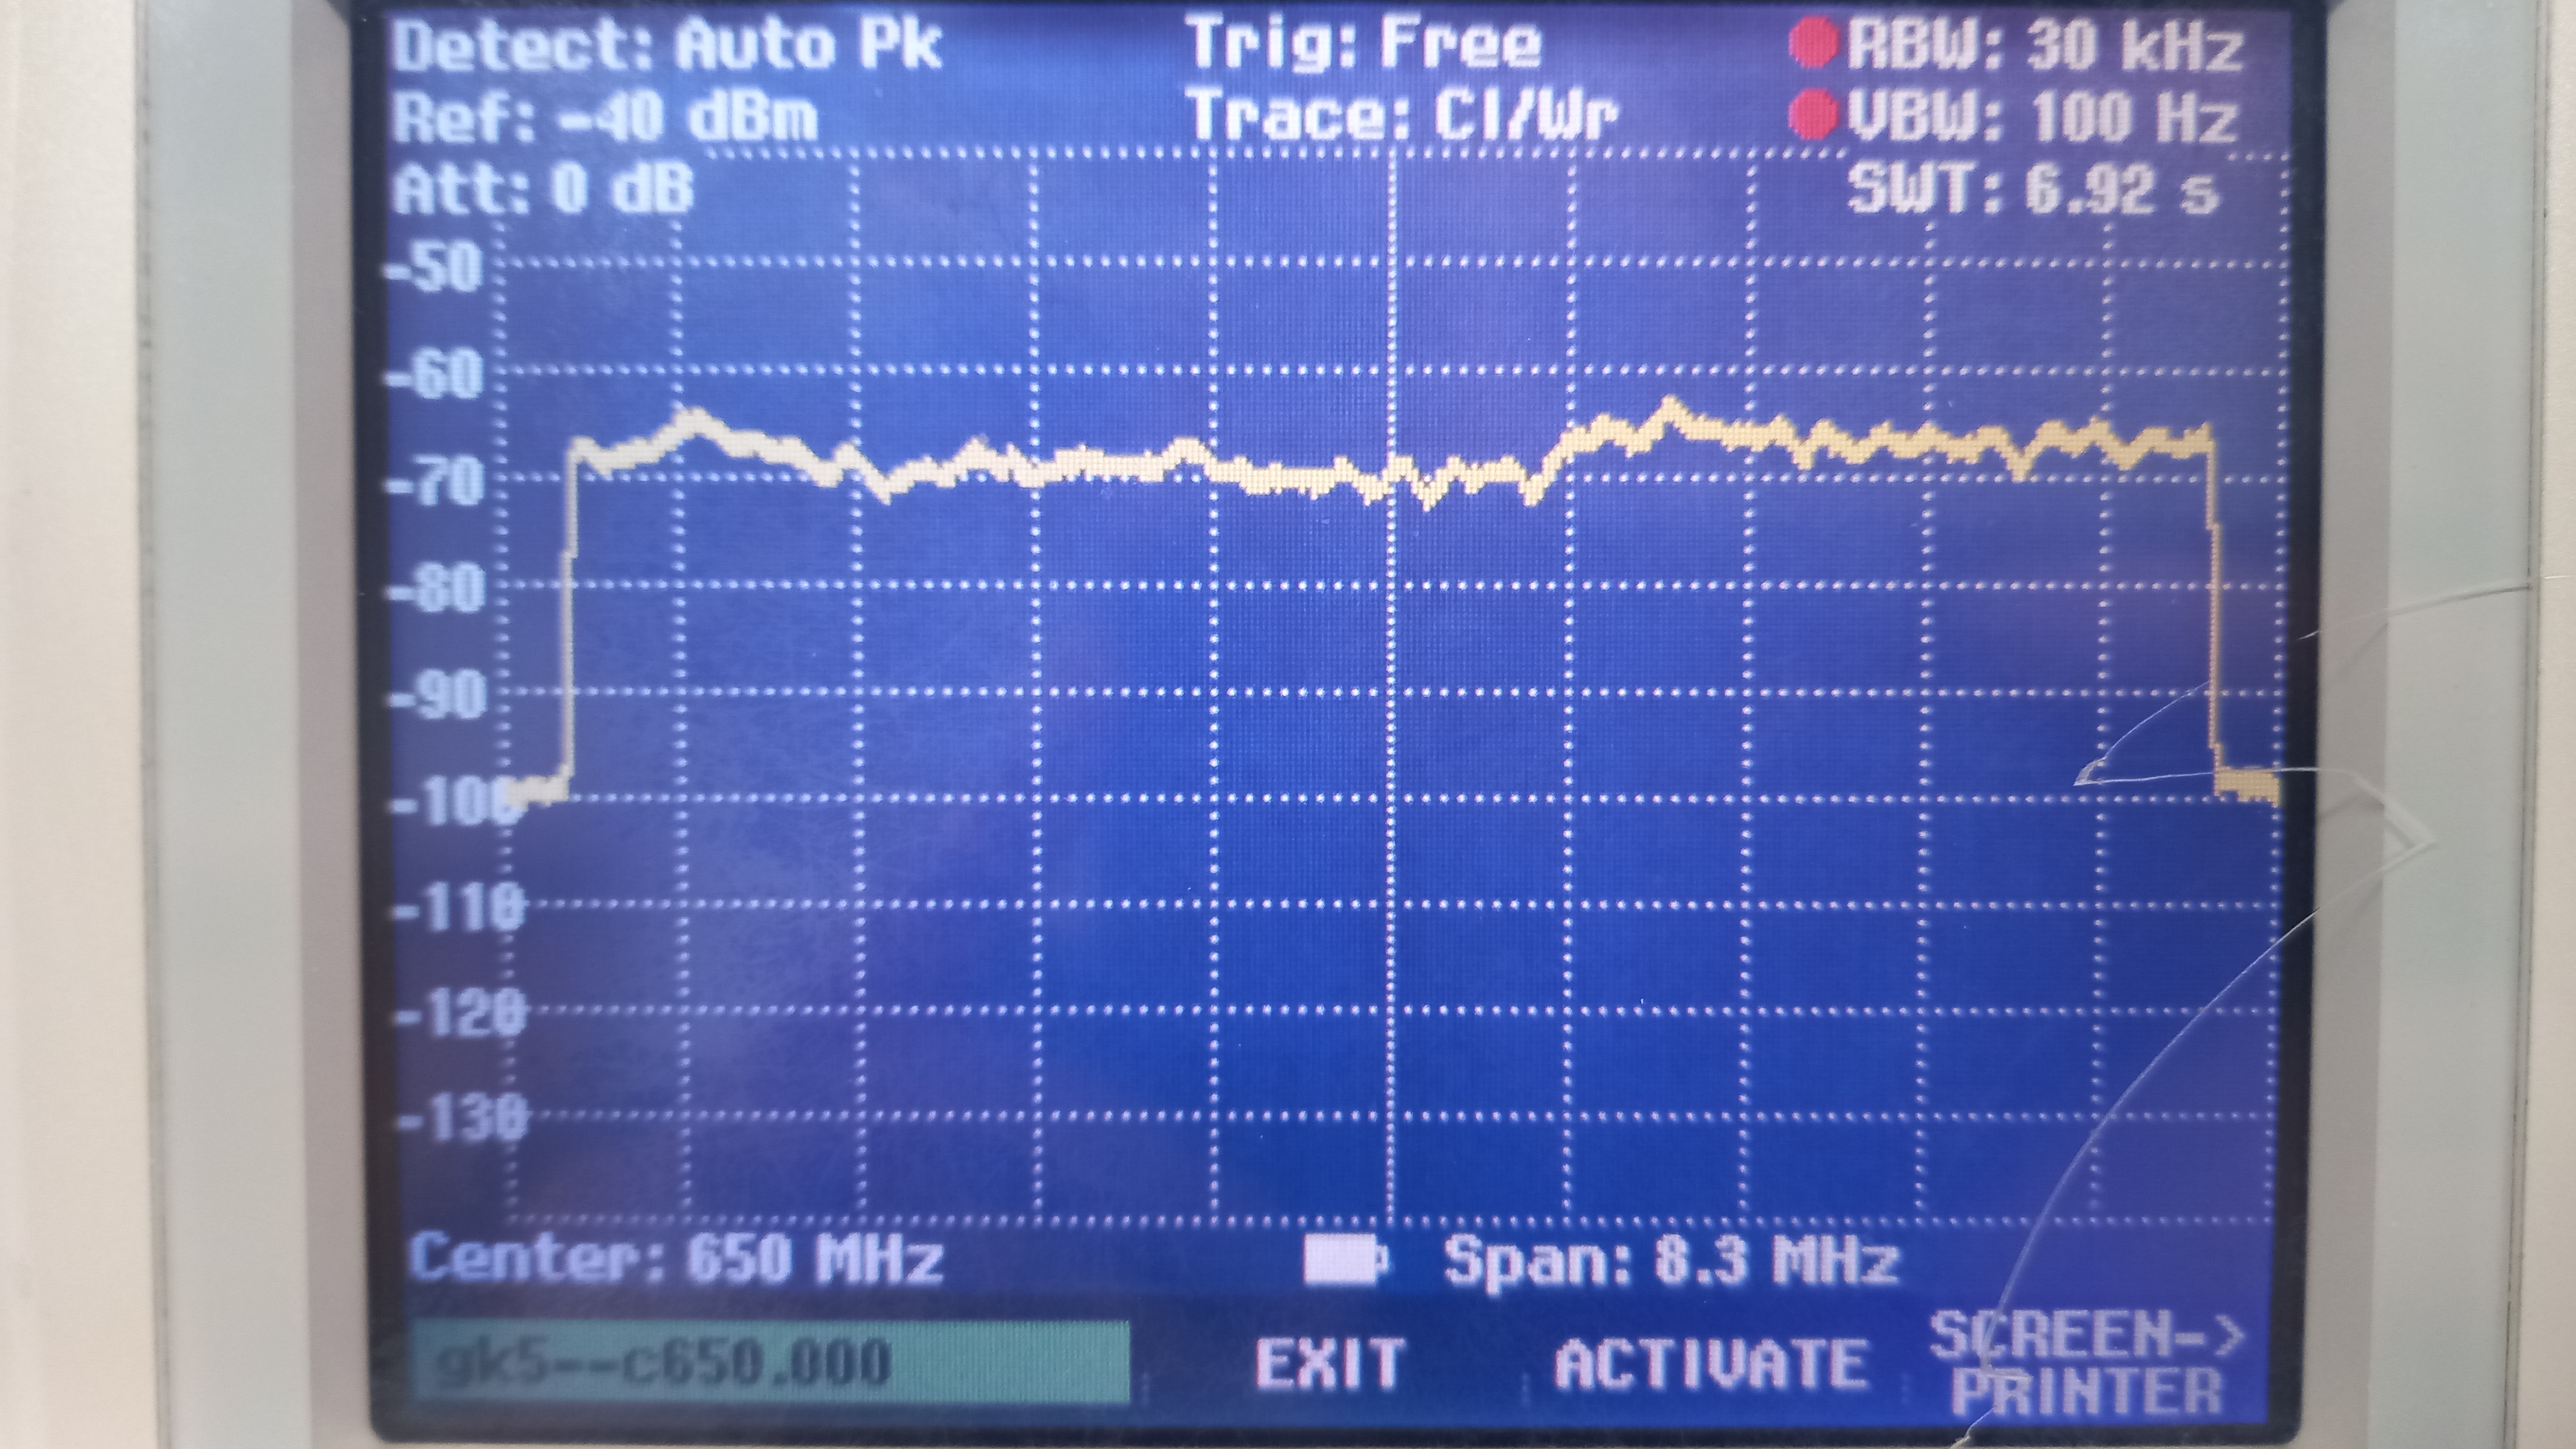 Detect: Auto Pk Trig: Free RBW: 30 kHz
Ref: -40 dBm Trace: Cl/Wr VBW: 100 Hz
Att: 0 dB SWT: 6.92 s
-50
-60
-70
-80
-90
-100
-110
-120
-130
Center: 650 MHz Span: 8.3 MHz
gk5--c650.000 EXIT ACTIVATE SCREEN->
PRINTER